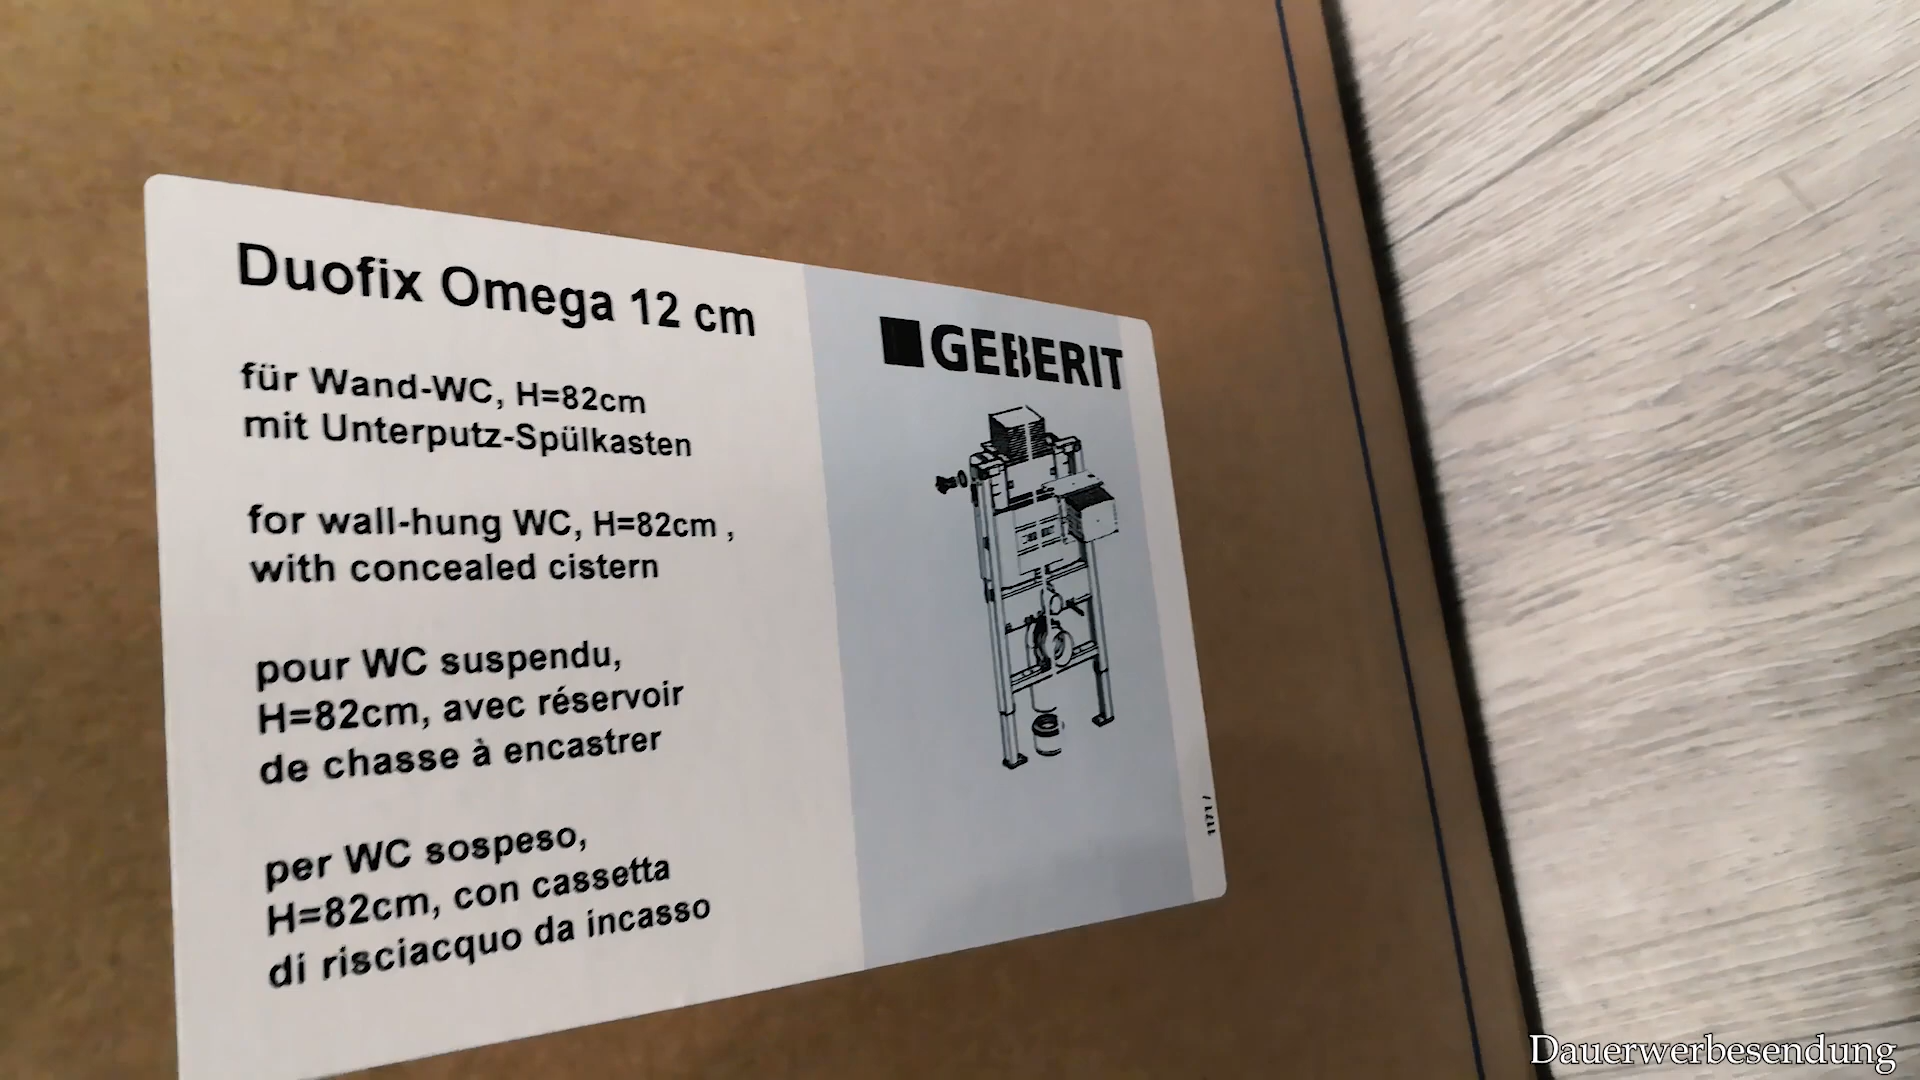 Duofix Omega 12 cm
für Wand-WC, H=82cm
mit Unterputz-Spülkasten
for wall-hung WC, H=82cm ,
with concealed cistern
pour WC suspendu,
H=82cm, avec réservoir
de chasse à encastrer
per WC sospeso,
H=82cm, con cassetta
di risciacquo da incasso
GEBERIT
Dauerwerbesendung